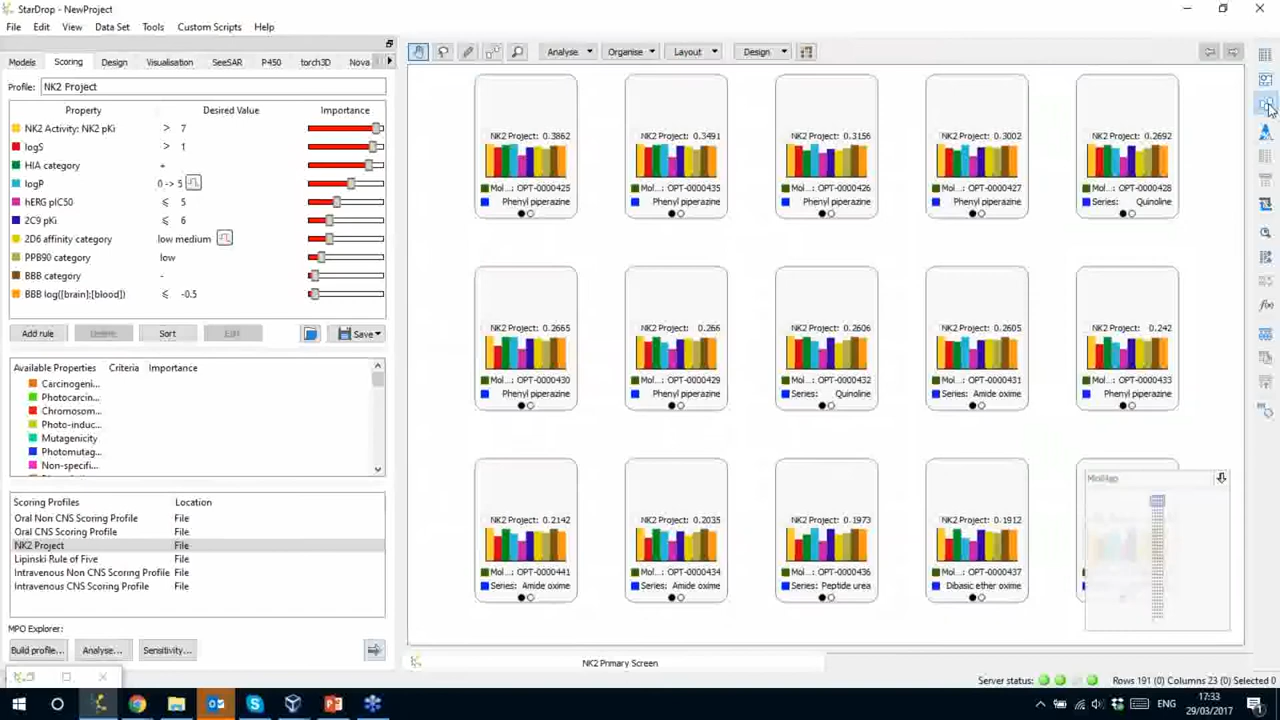 StarDrop - NewProject
File Edit View Data Set Tools Custom Scripts Help
Models Scoring Design Visualisation SeeSAR P450 torch3D Nova
Profile: NK2 Project
Property Desired Value Importance
NK2 Activity: NK2 pKi > 7
logS > 1
HIA category +
logP 0 -> 5
hERG pIC50 ≤ 5
2C9 pKi ≤ 6
2D6 affinity category low medium
PPB90 category low
BBB category -
BBB log([brain]:[blood]) ≤ -0.5
Add rule Delete Sort Edit Save
Available Properties Criteria Importance
Carcinogeni...
Photocarcin...
Chromosom...
Photo-induc...
Mutagenicity
Photomutag...
Non-specifi...
Scoring Profiles Location
Oral Non CNS Scoring Profile File
Oral CNS Scoring Profile File
NK2 Project File
Lipinski Rule of Five File
Intravenous Non CNS Scoring Profile File
Intravenous CNS Scoring Profile File
MPO Explorer:
Build profile... Analyse... Sensitivity...
Analyse Organise Layout Design
NK2 Project: 0.3862 NK2 Project: 0.3491 NK2 Project: 0.3156 NK2 Project: 0.3002 NK2 Project: 0.2692
Mol...: OPT-0000425 Mol...: OPT-0000435 Mol...: OPT-0000426 Mol...: OPT-0000427 Mol...: OPT-0000428
Phenyl piperazine Phenyl piperazine Phenyl piperazine Phenyl piperazine Series: Quinoline
NK2 Project: 0.2665 NK2 Project: 0.266 NK2 Project: 0.2606 NK2 Project: 0.2605 NK2 Project: 0.242
Mol...: OPT-0000430 Mol...: OPT-0000429 Mol...: OPT-0000432 Mol...: OPT-0000431 Mol...: OPT-0000433
Phenyl piperazine Phenyl piperazine Series: Quinoline Series: Amide oxime Phenyl piperazine
NK2 Project: 0.2142 NK2 Project: 0.2035 NK2 Project: 0.1973 NK2 Project: 0.1912
Mol...: OPT-0000441 Mol...: OPT-0000434 Mol...: OPT-0000436 Mol...: OPT-0000437
Series: Amide oxime Series: Amide oxime Series: Peptide urea Dibasic ether oxime
MiniMap
NK2 Primary Screen
Server status: Rows 191 (0) Columns 23 (0) Selected 0
ENG 17:33
29/03/2017
f(x)